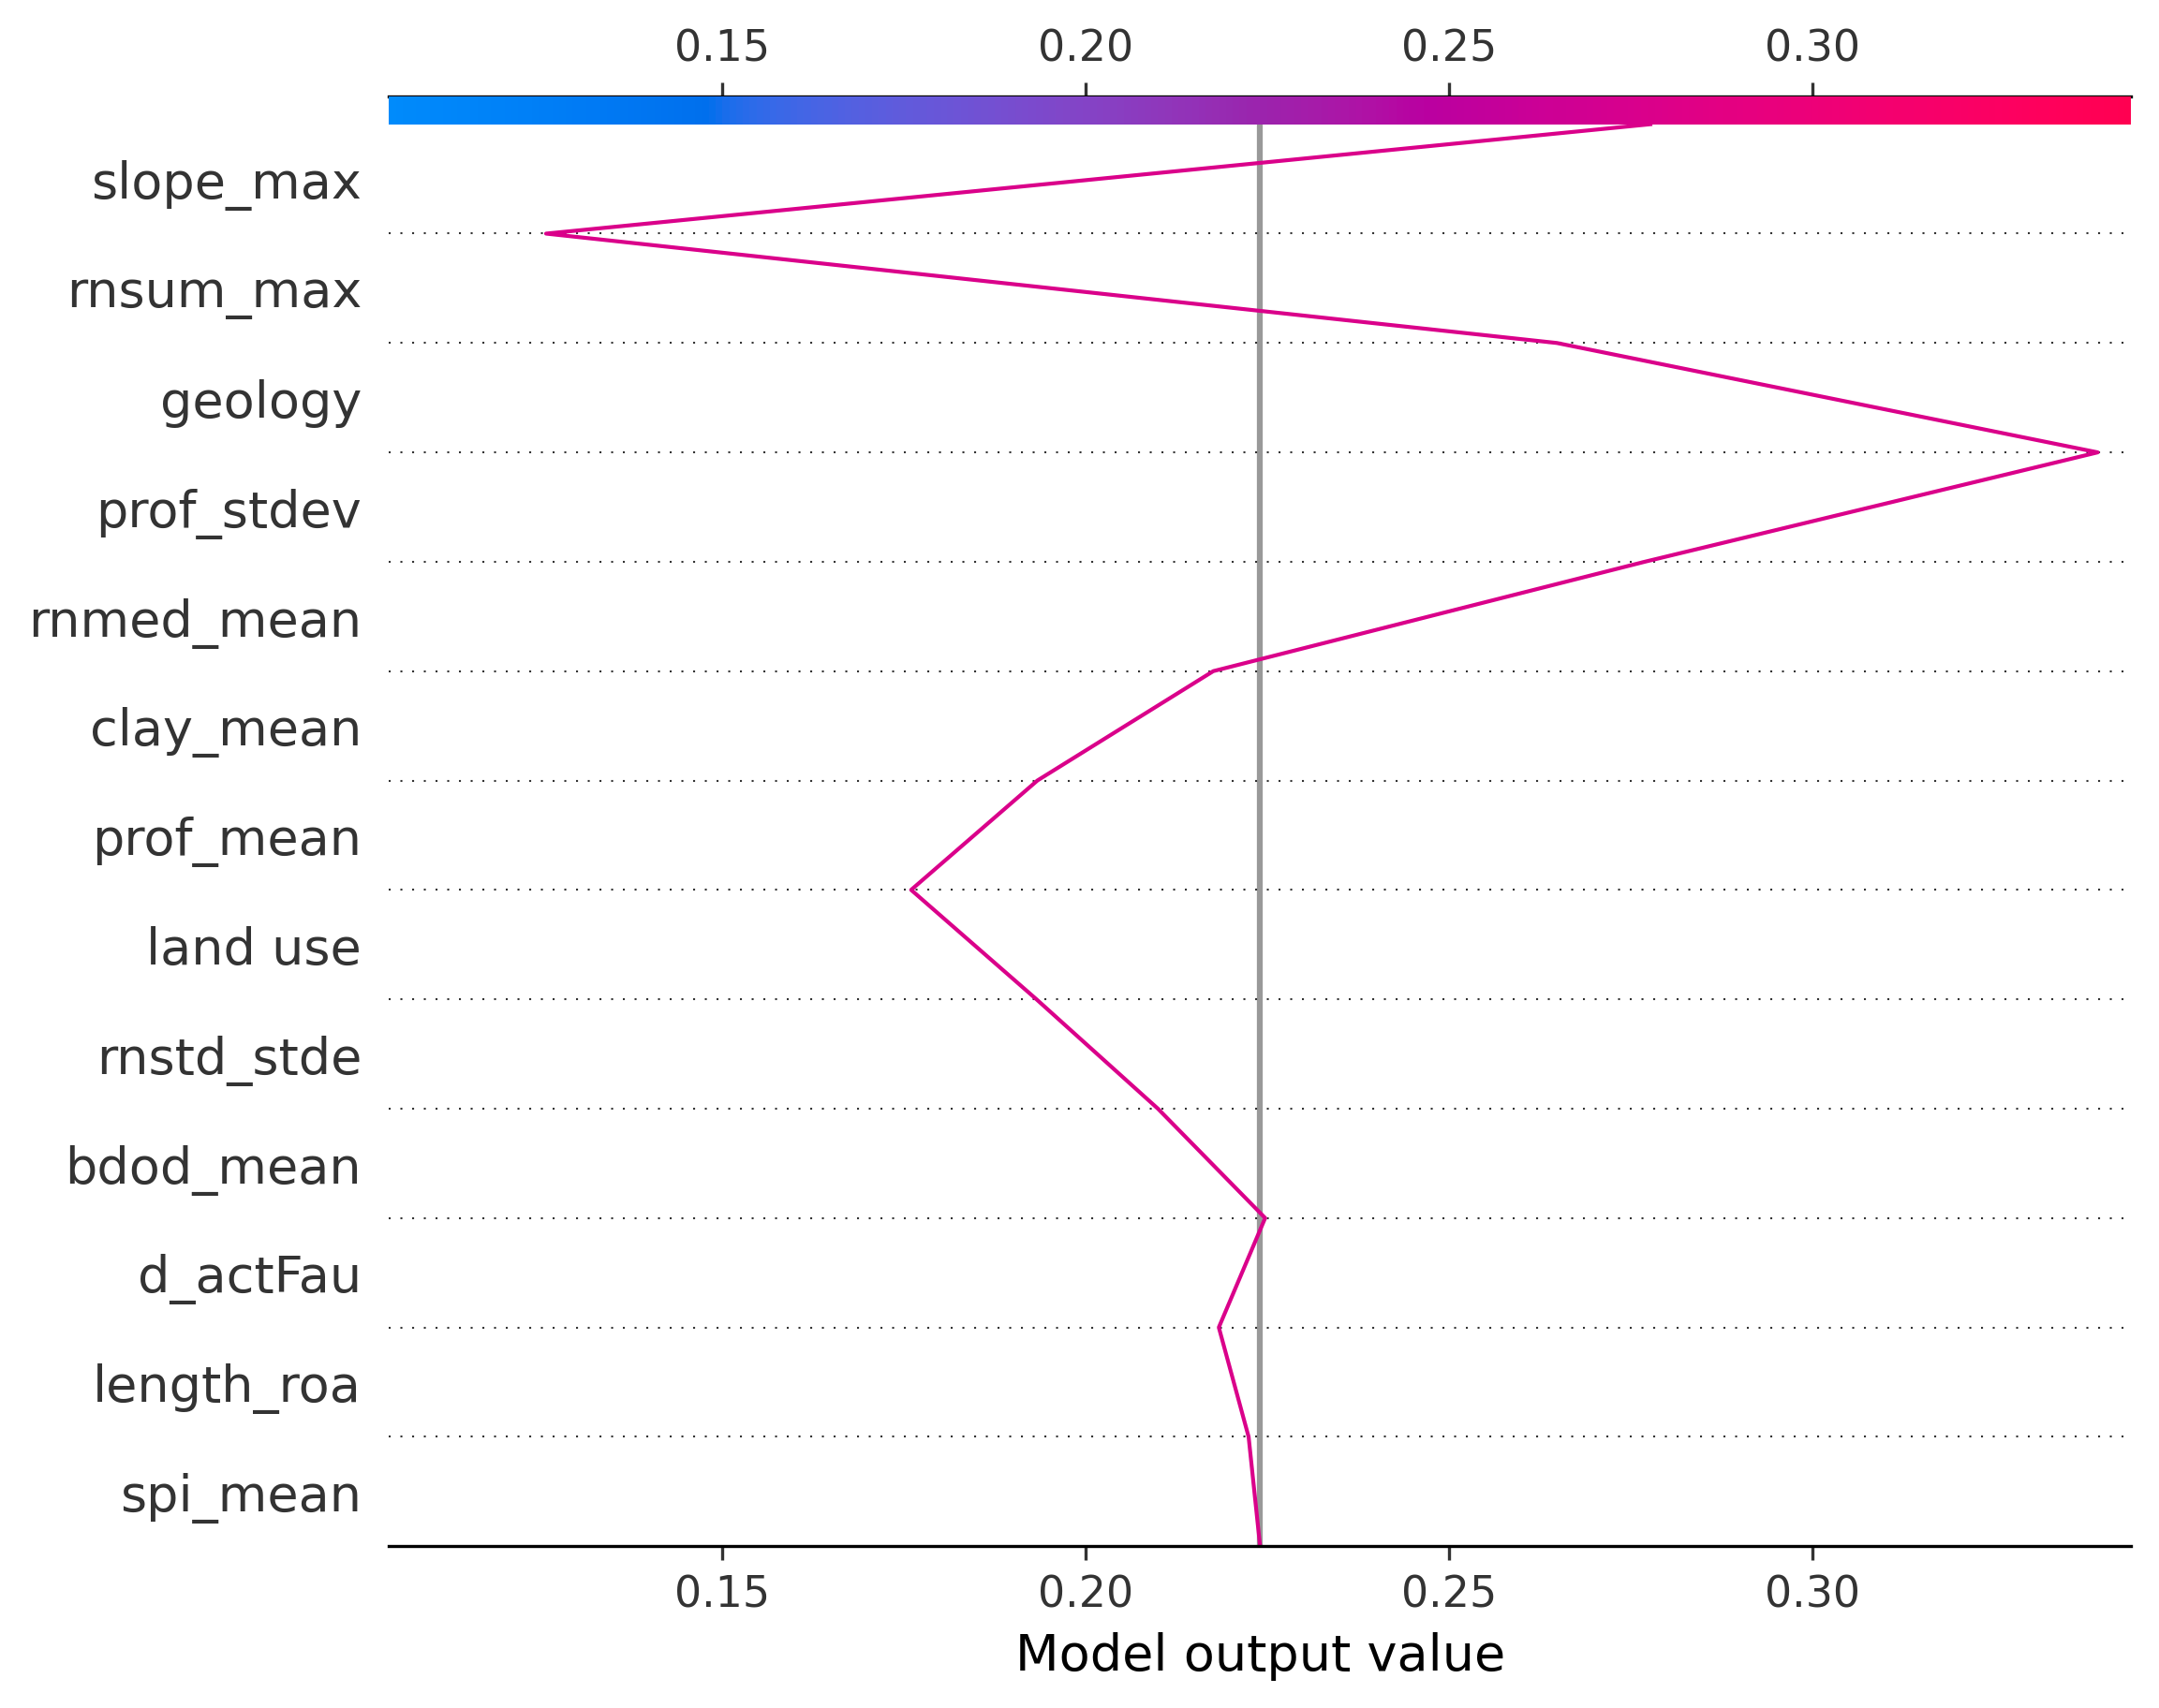 0.15 0.20 0.25 0.30
slope_max
rnsum_max
geology
prof_stdev
rnmed_mean
clay_mean
prof_mean
land use
rnstd_stde
bdod_mean
d_actFau
length_roa
spi_mean
0.15 0.20 0.25 0.30
Model output value